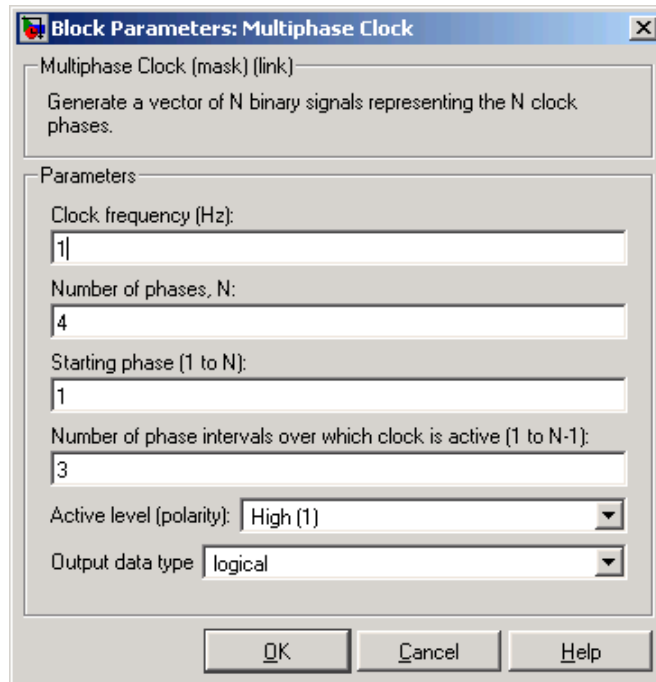 Block Parameters: Multiphase Clock
Multiphase Clock (mask) (link)
Generate a vector of N binary signals representing the N clock
phases.
Parameters
Clock frequency (Hz):
1
Number of phases, N:
4
Starting phase (1 to N):
1
Number of phase intervals over which clock is active (1 to N-1):
3
Active level (polarity): High (1)
Output data type logical
OK Cancel Help